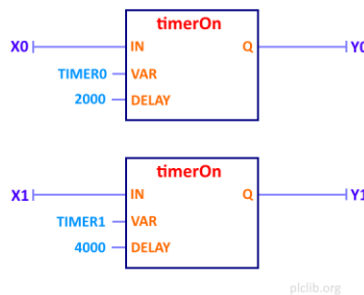 timerOn
X0 IN Q Y0
TIMER0 VAR
2000 DELAY
timerOn
X1 IN Q Y1
TIMER1 VAR
4000 DELAY
plclib.org